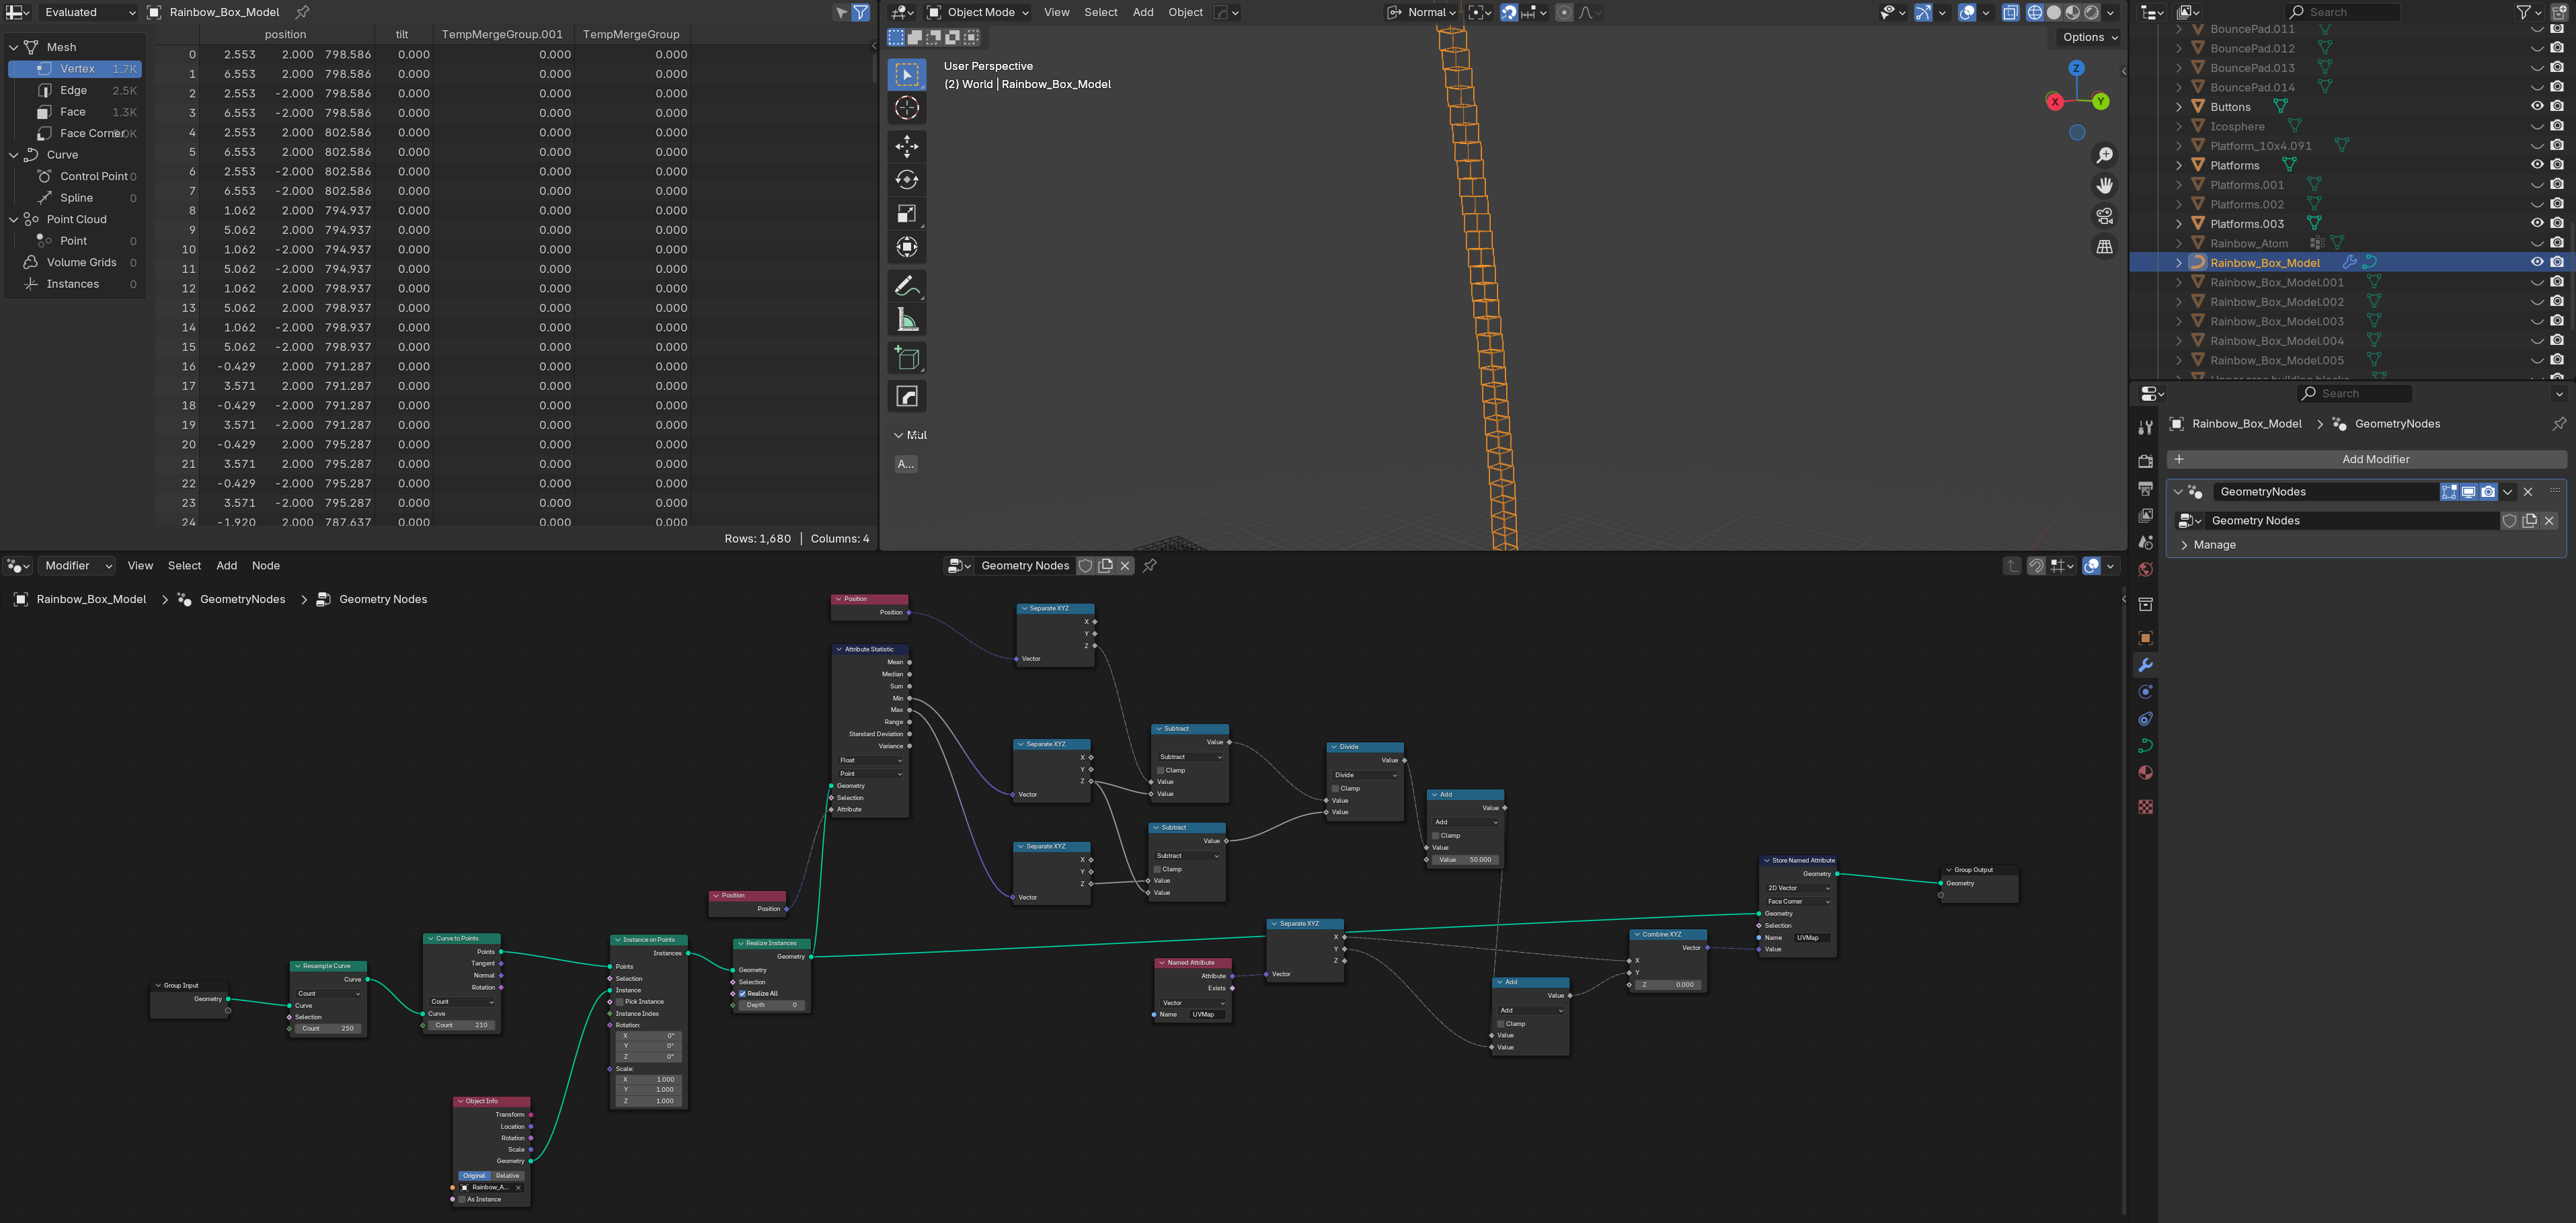 Evaluated Rainbow_Box_Model
Mesh
Vertex 1.7K
Edge 2.5K
Face 1.3K
Face Corner
Curve
Control Point 0
Spline 0
Point Cloud
Point 0
Volume Grids 0
Instances 0
position tilt TempMergeGroup.001 TempMergeGroup
0 2.553 2.000 798.586 0.000 0.000 0.000
1 6.553 2.000 798.586 0.000 0.000 0.000
2 2.553 -2.000 798.586 0.000 0.000 0.000
3 6.553 -2.000 798.586 0.000 0.000 0.000
4 2.553 2.000 802.586 0.000 0.000 0.000
5 6.553 2.000 802.586 0.000 0.000 0.000
6 2.553 -2.000 802.586 0.000 0.000 0.000
7 6.553 -2.000 802.586 0.000 0.000 0.000
8 1.062 2.000 794.937 0.000 0.000 0.000
9 5.062 2.000 794.937 0.000 0.000 0.000
10 1.062 -2.000 794.937 0.000 0.000 0.000
11 5.062 -2.000 794.937 0.000 0.000 0.000
12 1.062 2.000 798.937 0.000 0.000 0.000
13 5.062 2.000 798.937 0.000 0.000 0.000
14 1.062 -2.000 798.937 0.000 0.000 0.000
15 5.062 -2.000 798.937 0.000 0.000 0.000
16 -0.429 2.000 791.287 0.000 0.000 0.000
17 3.571 2.000 791.287 0.000 0.000 0.000
18 -0.429 -2.000 791.287 0.000 0.000 0.000
19 3.571 -2.000 791.287 0.000 0.000 0.000
20 -0.429 2.000 795.287 0.000 0.000 0.000
21 3.571 2.000 795.287 0.000 0.000 0.000
22 -0.429 -2.000 795.287 0.000 0.000 0.000
23 3.571 -2.000 795.287 0.000 0.000 0.000
24 -1.920 2.000 787.637 0.000 0.000 0.000
Rows: 1,680 | Columns: 4
Object Mode View Select Add Object Normal
Options
User Perspective
(2) World | Rainbow_Box_Model
Z
X Y
Mul
A...
Search
BouncePad.011
BouncePad.012
BouncePad.013
BouncePad.014
Buttons
Icosphere
Platform_10x4.091
Platforms
Platforms.001
Platforms.002
Platforms.003
Rainbow_Atom
Rainbow_Box_Model
Rainbow_Box_Model.001
Rainbow_Box_Model.002
Rainbow_Box_Model.003
Rainbow_Box_Model.004
Rainbow_Box_Model.005
Search
Rainbow_Box_Model > GeometryNodes
+ Add Modifier
GeometryNodes
Geometry Nodes
Manage
Modifier View Select Add Node Geometry Nodes
Rainbow_Box_Model > GeometryNodes > Geometry Nodes
Group Input
Geometry
Resample Curve
Curve
Count
Curve
Selection
Count 250
Curve to Points
Points
Tangent
Normal
Rotation
Count
Curve
Count 210
Object Info
Transform
Location
Rotation
Scale
Geometry
Original Relative
Rainbow_A...
As Instance
Instance on Points
Instances
Points
Selection
Instance
Pick Instance
Instance Index
Rotation:
X 0°
Y 0°
Z 0°
Scale:
X 1.000
Y 1.000
Z 1.000
Realize Instances
Geometry
Geometry
Selection
Realize All
Depth 0
Position
Position
Position
Position
Attribute Statistic
Mean
Median
Sum
Min
Max
Range
Standard Deviation
Variance
Float
Point
Geometry
Selection
Attribute
Separate XYZ
X
Y
Z
Vector
Separate XYZ
X
Y
Z
Vector
Separate XYZ
X
Y
Z
Vector
Subtract
Value
Subtract
Clamp
Value
Value
Subtract
Value
Subtract
Clamp
Value
Value
Divide
Value
Divide
Clamp
Value
Value
Add
Value
Add
Clamp
Value
Value 50.000
Named Attribute
Attribute
Exists
Vector
Name UVMap
Separate XYZ
X
Y
Z
Vector
Add
Value
Add
Clamp
Value
Value
Combine XYZ
Vector
X
Y
Z 0.000
Store Named Attribute
Geometry
2D Vector
Face Corner
Geometry
Selection
Name UVMap
Value
Group Output
Geometry